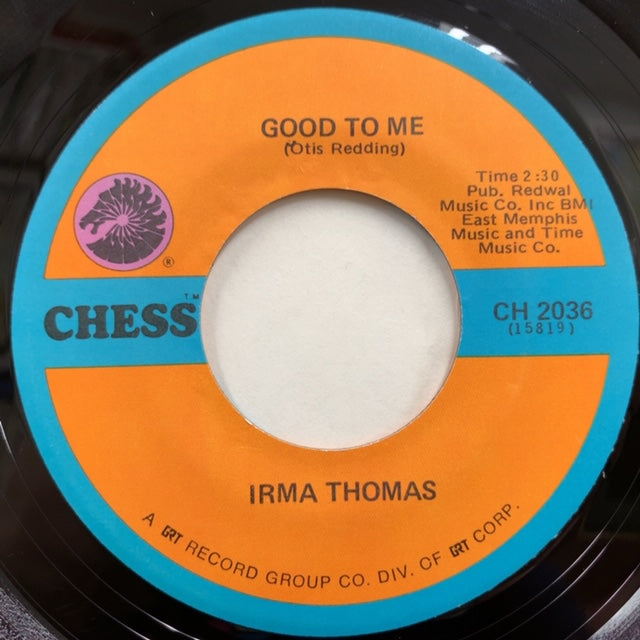 GOOD TO ME
(Otis Redding)
Time 2:30
Pub. Redwal
Music Co. Inc BMI
East Memphis
Music and Time
Music Co.
®
CHESS™
CH 2036
(15819)
IRMA THOMAS
A GRT RECORD GROUP CO. DIV. OF GRT CORP.